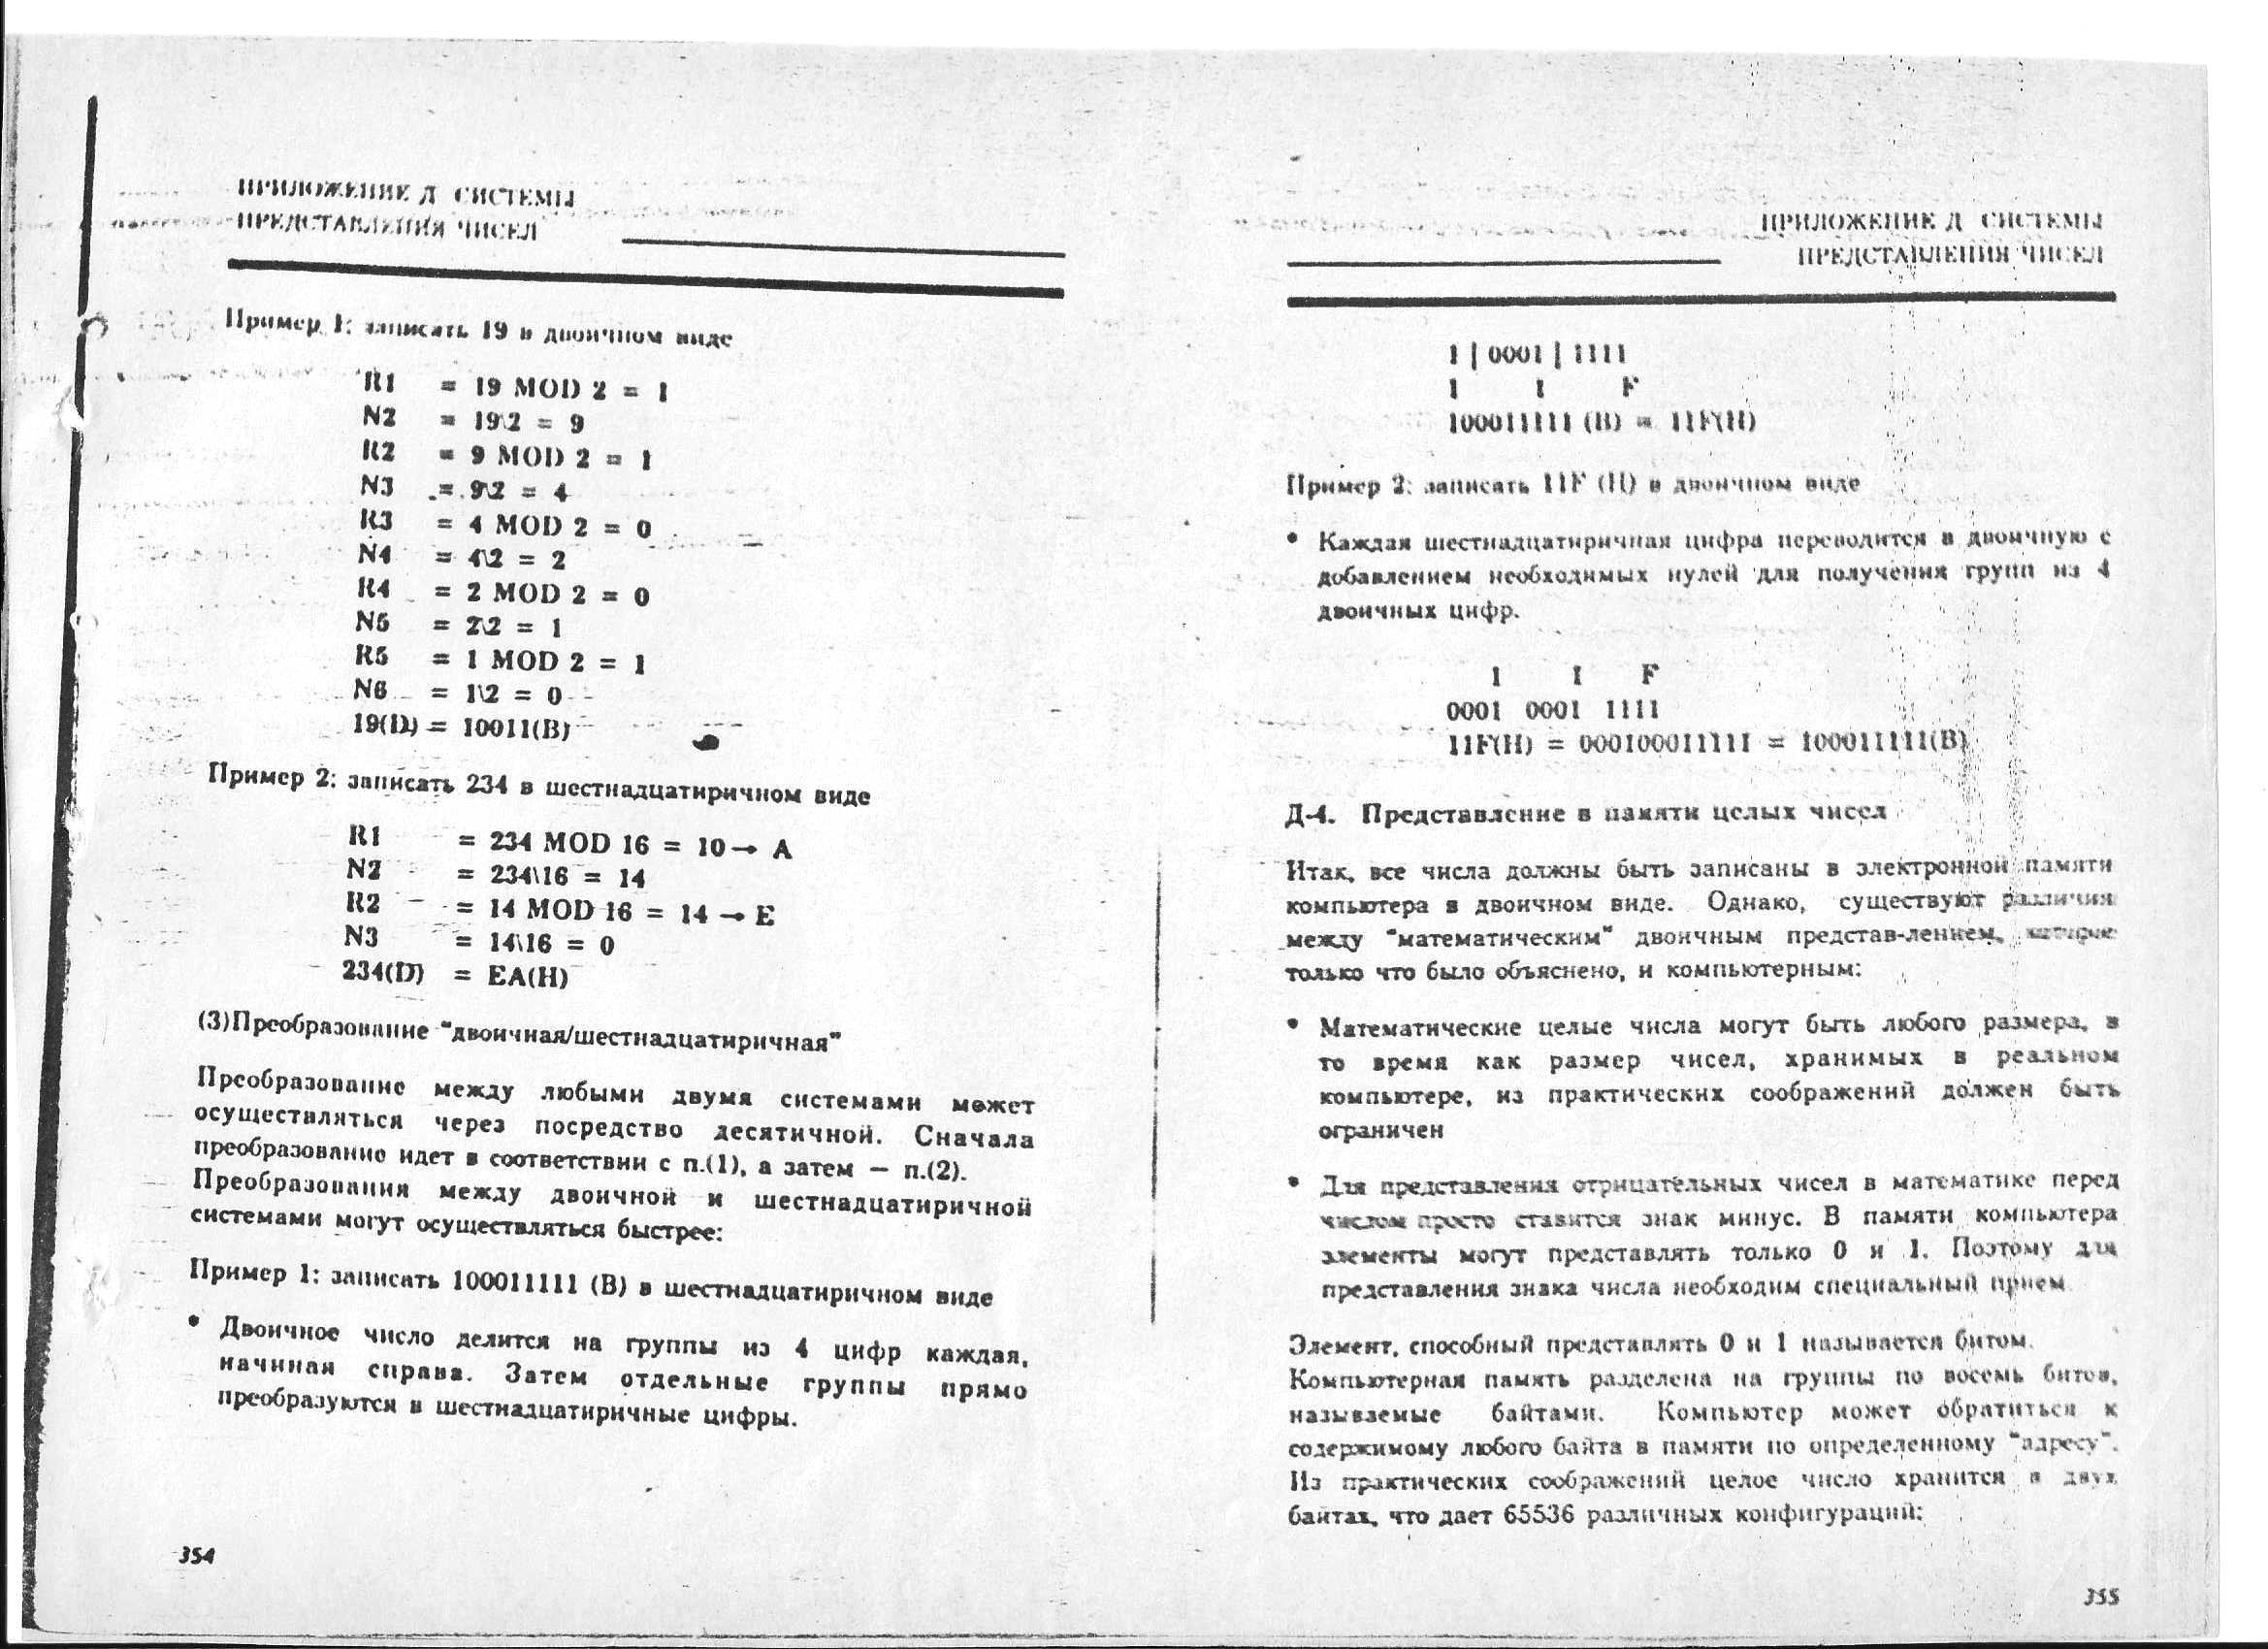 ПРИЛОЖЕНИЕ Д СИСТЕМЫ
ПРЕДСТАВЛЕНИЯ ЧИСЕЛ
Пример 1: записать 19 в двоичном виде
R1 = 19 MOD 2 = 1
N2 = 19\2 = 9
R2 = 9 MOD 2 = 1
N3 = 9\2 = 4
R3 = 4 MOD 2 = 0
N4 = 4\2 = 2
R4 = 2 MOD 2 = 0
N5 = 2\2 = 1
R5 = 1 MOD 2 = 1
N6 = 1\2 = 0
19(D) = 10011(B)
Пример 2: записать 234 в шестнадцатиричном виде
R1 = 234 MOD 16 = 10 → A
N2 = 234\16 = 14
R2 = 14 MOD 16 = 14 → E
N3 = 14\16 = 0
234(D) = EA(H)
(3)Преобразование "двоичная/шестнадцатиричная"
Преобразование между любыми двумя системами может
осуществляться через посредство десятичной. Сначала
преобразование идет в соответствии с п.(1), а затем — п.(2).
Преобразования между двоичной и шестнадцатиричной
системами могут осуществляться быстрее:
Пример 1: записать 100011111 (B) в шестнадцатиричном виде
• Двоичное число делится на группы из 4 цифр каждая,
начиная справа. Затем отдельные группы прямо
преобразуются в шестнадцатиричные цифры.
354
ПРИЛОЖЕНИЕ Д СИСТЕМЫ
ПРЕДСТАВЛЕНИЯ ЧИСЕЛ
1 | 0001 | 1111
1 1 F
100011111 (B) = 11F(H)
Пример 2: записать 11F (H) в двоичном виде
• Каждая шестнадцатиричная цифра переводится в двоичную с
добавлением необходимых нулей для получения групп из 4
двоичных цифр.
1 1 F
0001 0001 1111
11F(H) = 000100011111 = 100011111(B)
Д-4. Представление в памяти целых чисел
Итак, все числа должны быть записаны в электронной памяти
компьютера в двоичном виде. Однако, существуют различия
между "математическим" двоичным представ-лением, которое
только что было объяснено, и компьютерным:
• Математические целые числа могут быть любого размера, в
то время как размер чисел, хранимых в реальном
компьютере, из практических соображений должен быть
ограничен
• Для представления отрицательных чисел в математике перед
числом просто ставится знак минус. В памяти компьютера
элементы могут представлять только 0 и 1. Поэтому для
представления знака числа необходим специальный прием
Элемент, способный представлять 0 и 1 называется битом.
Компьютерная память разделена на группы по восемь битов,
называемые байтами. Компьютер может обратиться к
содержимому любого байта в памяти по определенному "адресу".
Из практических соображений целое число хранится в двух
байтах, что дает 65536 различных конфигураций:
355